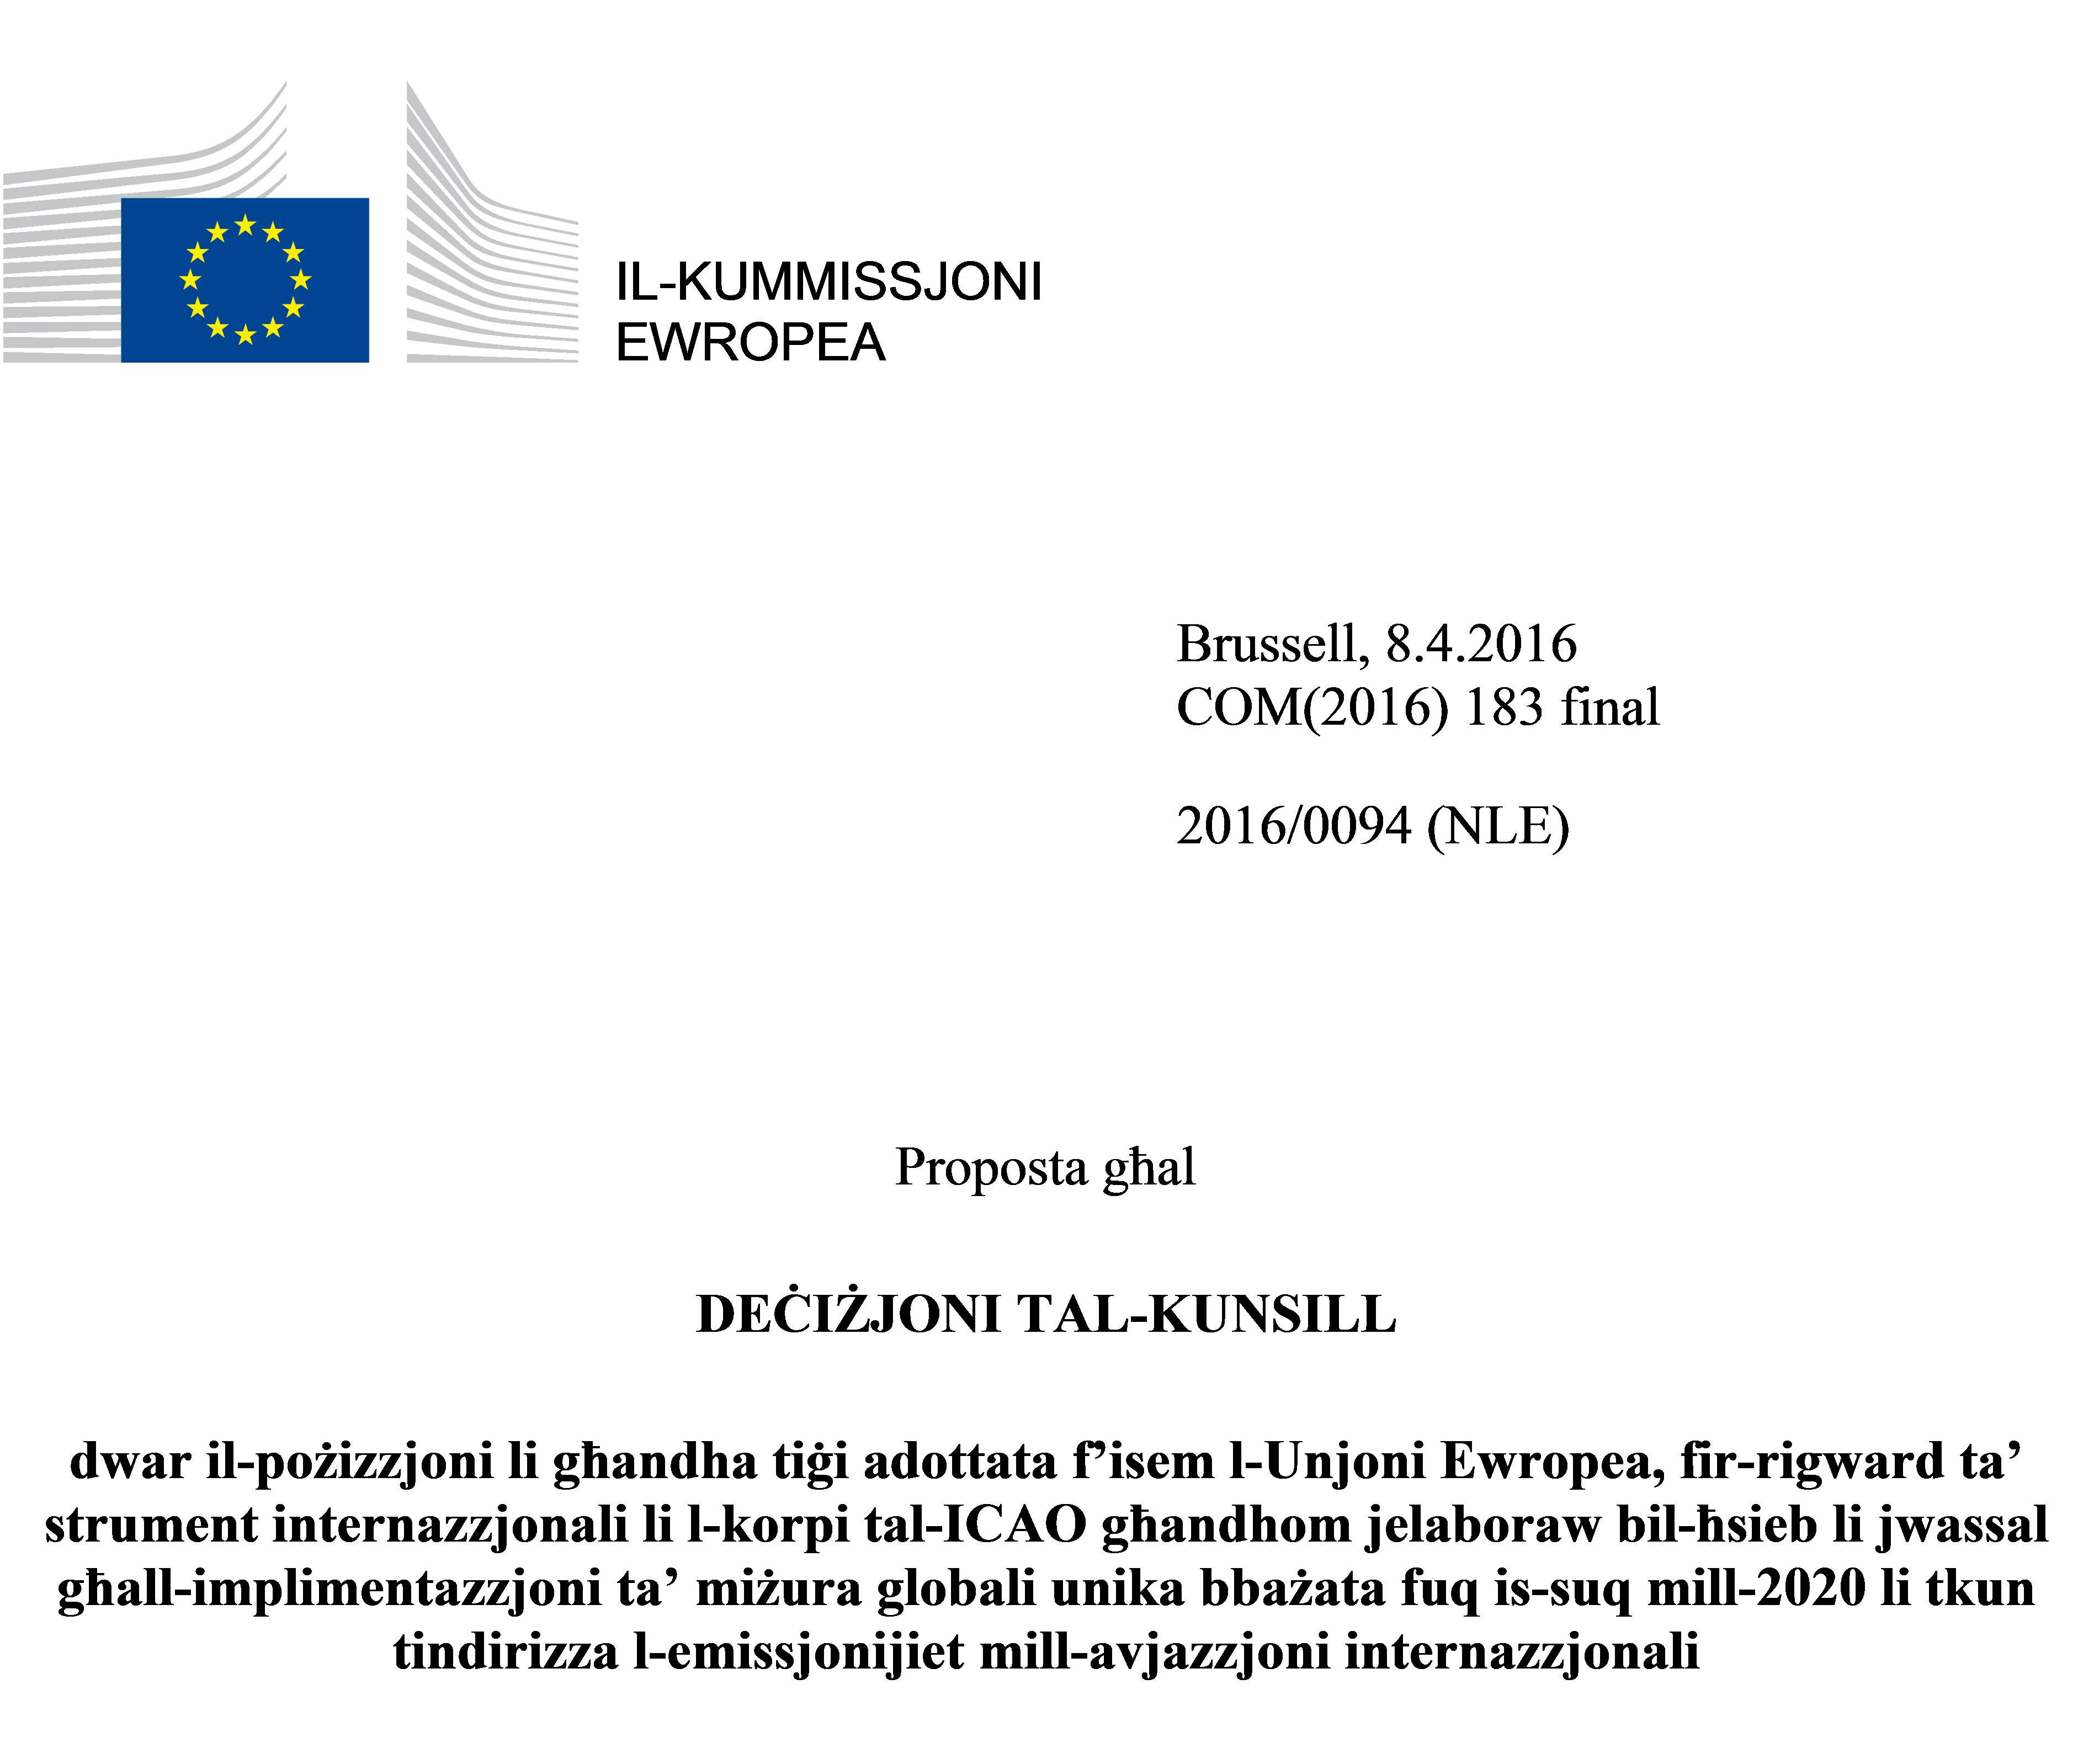 IL-KUMMISSJONI
EWROPEA
Brussell, 8.4.2016
COM(2016) 183 final
2016/0094 (NLE)
Proposta għal
DEĊIŻJONI TAL-KUNSILL
dwar il-pożizzjoni li għandha tiġi adottata f’isem l-Unjoni Ewropea, fir-rigward ta’
strument internazzjonali li l-korpi tal-ICAO għandhom jelaboraw bil-ħsieb li jwassal
għall-implimentazzjoni ta’ miżura globali unika bbażata fuq is-suq mill-2020 li tkun
tindirizza l-emissjonijiet mill-avjazzjoni internazzjonali